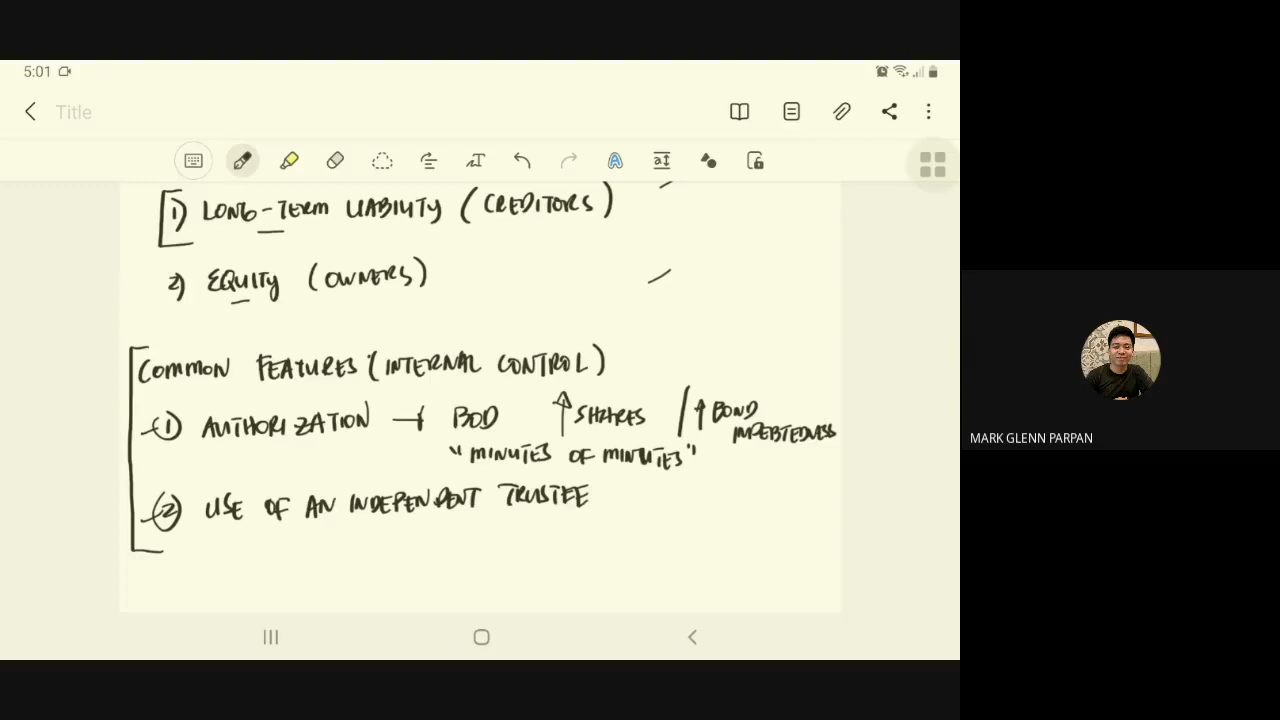 5:01
Title
1) LONG-TERM LIABILITY (CREDITORS)
2) EQUITY (OWNERS)
COMMON FEATURES (INTERNAL CONTROL)
① AUTHORIZATION → BOD ↑ SHARES / ↑ BOND INDEBTEDNESS
"MINUTES OF MINUTES"
② USE OF AN INDEPENDENT TRUSTEE
MARK GLENN PARPAN